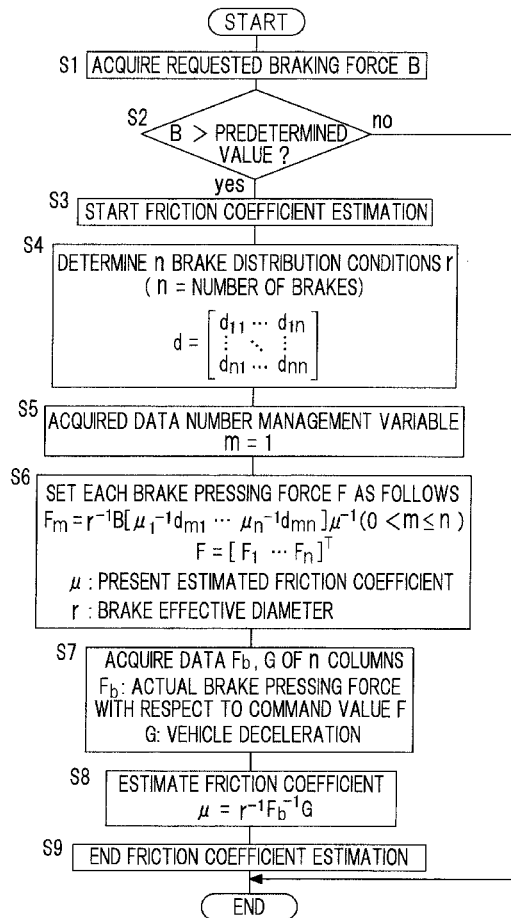 START
S1 ACQUIRE REQUESTED BRAKING FORCE B
S2
B > PREDETERMINED
VALUE ?
no
yes
S3 START FRICTION COEFFICIENT ESTIMATION
S4
DETERMINE n BRAKE DISTRIBUTION CONDITIONS r
( n = NUMBER OF BRAKES)
d = [ d11 ⋯ d1n
⋮ ⋱ ⋮
dn1 ⋯ dnn ]
S5
ACQUIRED DATA NUMBER MANAGEMENT VARIABLE
m = 1
S6
SET EACH BRAKE PRESSING FORCE F AS FOLLOWS
Fm = r⁻¹B[μ1⁻¹dm1 ⋯ μn⁻¹dmn]μ⁻¹(0 < m ≤ n )
F = [ F1 ⋯ Fn]ᵀ
μ : PRESENT ESTIMATED FRICTION COEFFICIENT
r : BRAKE EFFECTIVE DIAMETER
S7
ACQUIRE DATA Fb, G OF n COLUMNS
Fb: ACTUAL BRAKE PRESSING FORCE
WITH RESPECT TO COMMAND VALUE F
G: VEHICLE DECELERATION
S8
ESTIMATE FRICTION COEFFICIENT
μ = r⁻¹Fb⁻¹G
S9 END FRICTION COEFFICIENT ESTIMATION
END